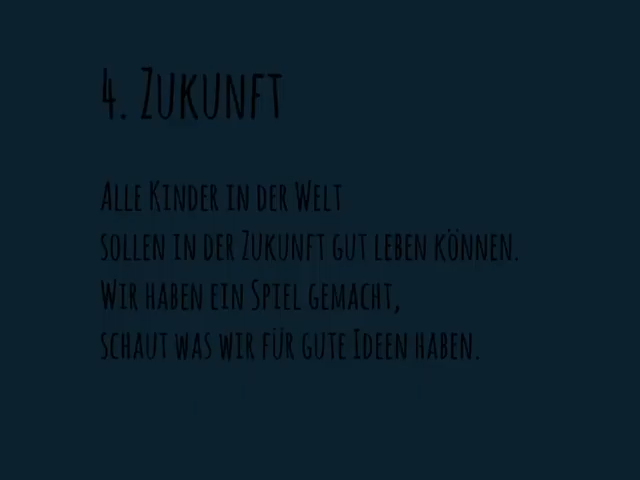 4. Zukunft
Alle Kinder in der Welt
sollen in der Zukunft gut leben können.
Wir haben ein Spiel gemacht,
schaut was wir für gute Ideen haben.